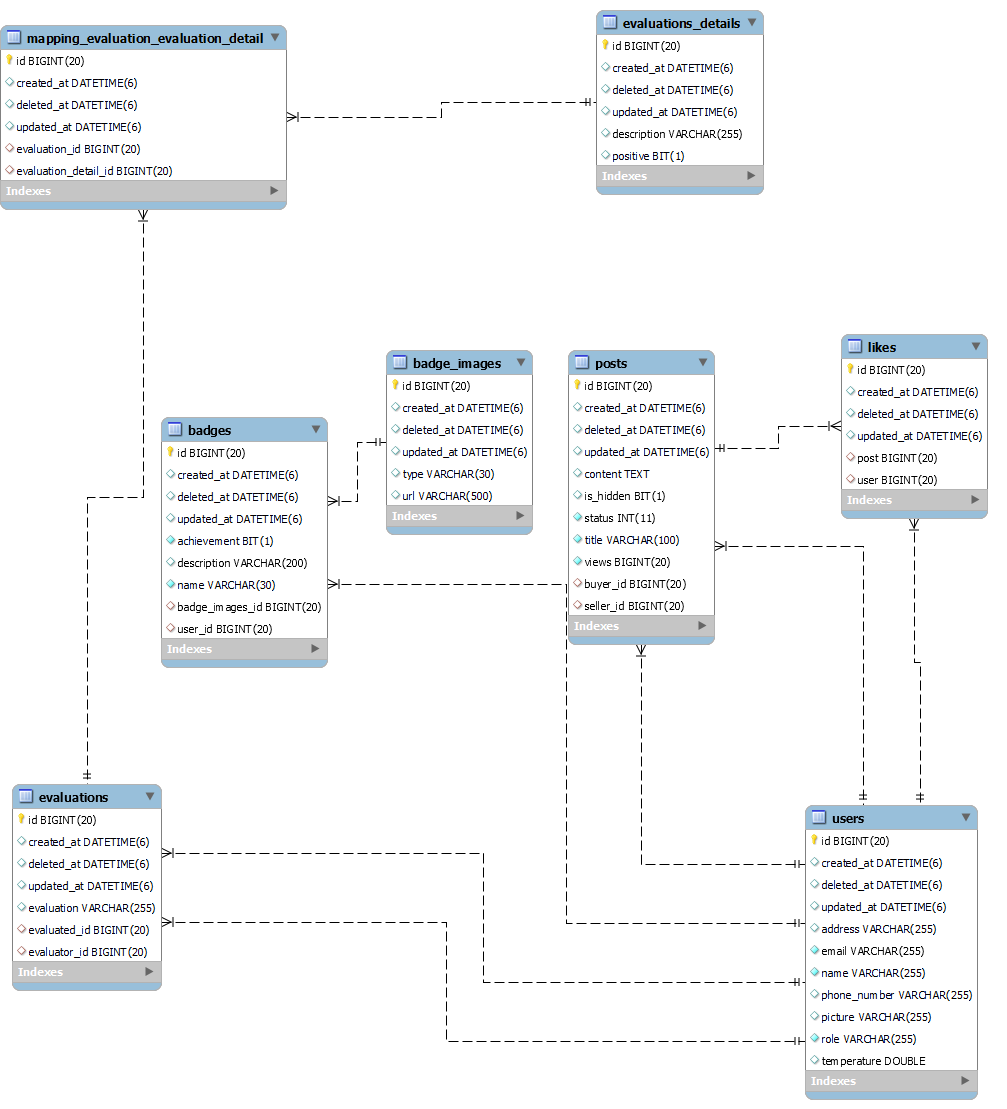 mapping_evaluation_evaluation_detail
id BIGINT(20)
created_at DATETIME(6)
deleted_at DATETIME(6)
updated_at DATETIME(6)
evaluation_id BIGINT(20)
evaluation_detail_id BIGINT(20)
Indexes
evaluations_details
id BIGINT(20)
created_at DATETIME(6)
deleted_at DATETIME(6)
updated_at DATETIME(6)
description VARCHAR(255)
positive BIT(1)
Indexes
badges
id BIGINT(20)
created_at DATETIME(6)
deleted_at DATETIME(6)
updated_at DATETIME(6)
achievement BIT(1)
description VARCHAR(200)
name VARCHAR(30)
badge_images_id BIGINT(20)
user_id BIGINT(20)
Indexes
badge_images
id BIGINT(20)
created_at DATETIME(6)
deleted_at DATETIME(6)
updated_at DATETIME(6)
type VARCHAR(30)
url VARCHAR(500)
Indexes
posts
id BIGINT(20)
created_at DATETIME(6)
deleted_at DATETIME(6)
updated_at DATETIME(6)
content TEXT
is_hidden BIT(1)
status INT(11)
title VARCHAR(100)
views BIGINT(20)
buyer_id BIGINT(20)
seller_id BIGINT(20)
Indexes
likes
id BIGINT(20)
created_at DATETIME(6)
deleted_at DATETIME(6)
updated_at DATETIME(6)
post BIGINT(20)
user BIGINT(20)
Indexes
evaluations
id BIGINT(20)
created_at DATETIME(6)
deleted_at DATETIME(6)
updated_at DATETIME(6)
evaluation VARCHAR(255)
evaluated_id BIGINT(20)
evaluator_id BIGINT(20)
Indexes
users
id BIGINT(20)
created_at DATETIME(6)
deleted_at DATETIME(6)
updated_at DATETIME(6)
address VARCHAR(255)
email VARCHAR(255)
name VARCHAR(255)
phone_number VARCHAR(255)
picture VARCHAR(255)
role VARCHAR(255)
temperature DOUBLE
Indexes